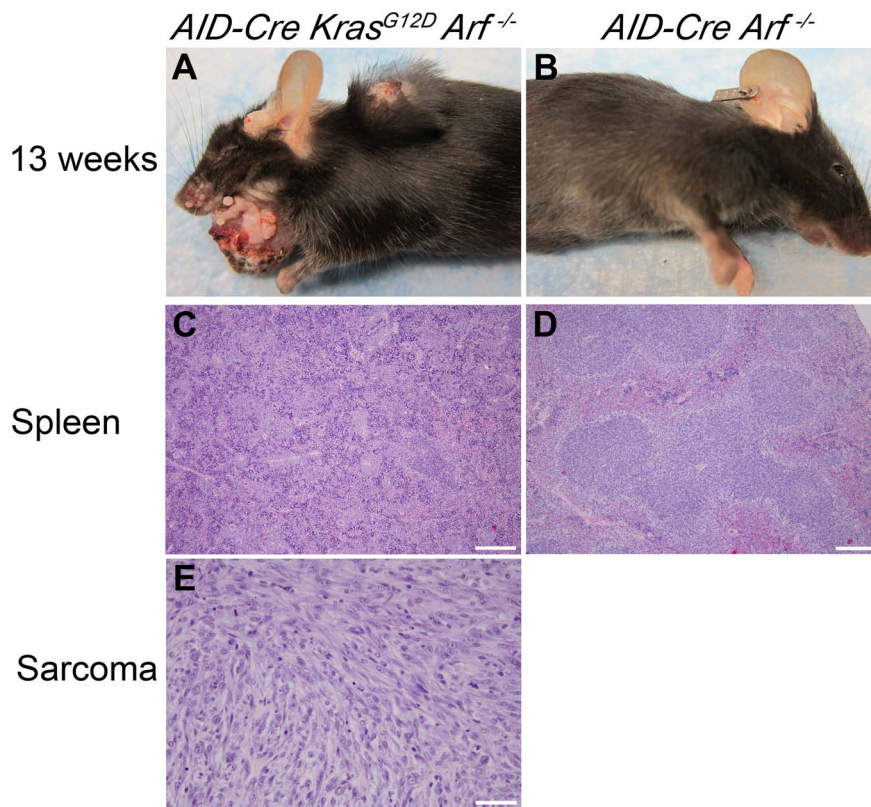 AID-Cre Kras^G12D Arf ^-/-
AID-Cre Arf ^-/-
A
B
13 weeks
C
D
Spleen
E
Sarcoma